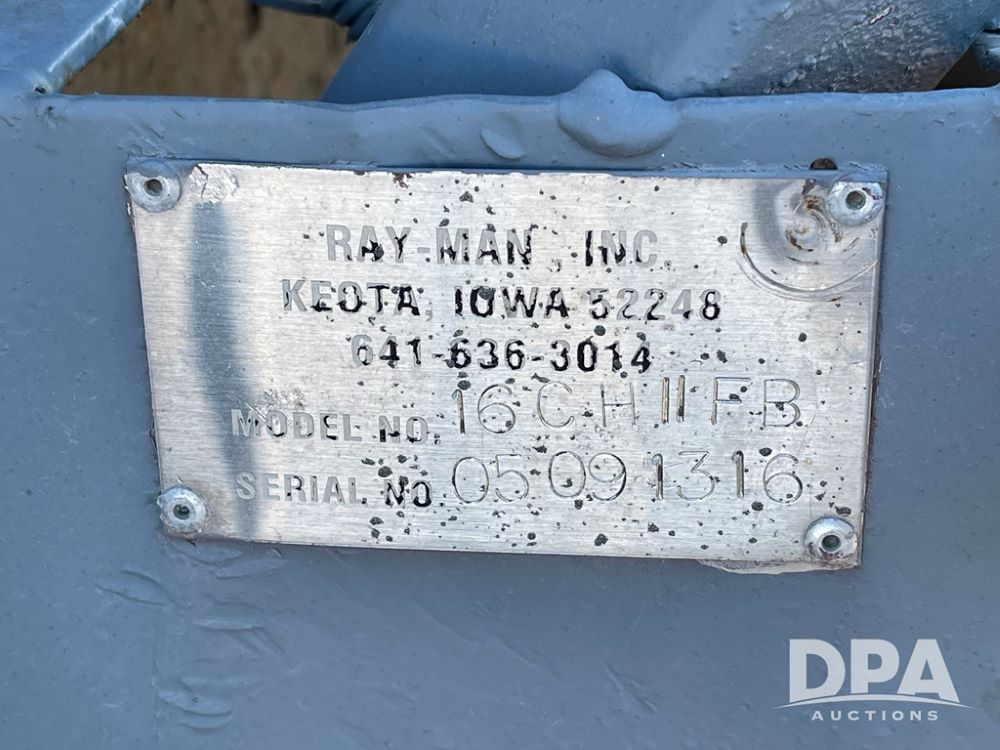 RAY-MAN, INC.
KEOTA, IOWA 52248
641-636-3014
MODEL NO. 16CHIIFB
SERIAL NO 05091316
DPA
AUCTIONS